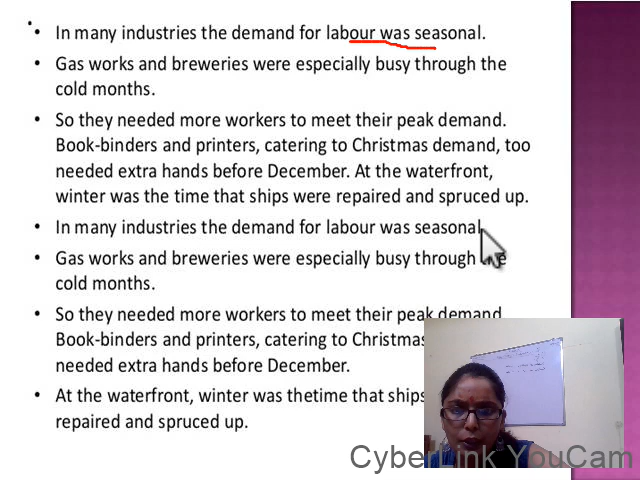 • In many industries the demand for labour was seasonal.
• Gas works and breweries were especially busy through the
cold months.
• So they needed more workers to meet their peak demand.
Book-binders and printers, catering to Christmas demand, too
needed extra hands before December. At the waterfront,
winter was the time that ships were repaired and spruced up.
• In many industries the demand for labour was seasonal.
• Gas works and breweries were especially busy through the
cold months.
• So they needed more workers to meet their peak demand.
Book-binders and printers, catering to Christmas
needed extra hands before December.
• At the waterfront, winter was thetime that ships
repaired and spruced up.
CyberLink YouCam